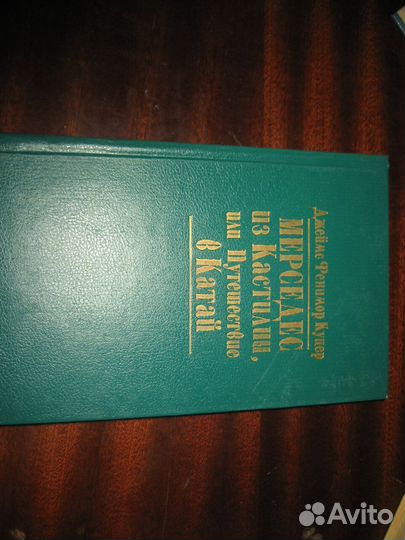 Джеймс Фенимор Купер
МЕРСЕДЕС
из Кастилии,
или Путешествие
в Катай
Avito